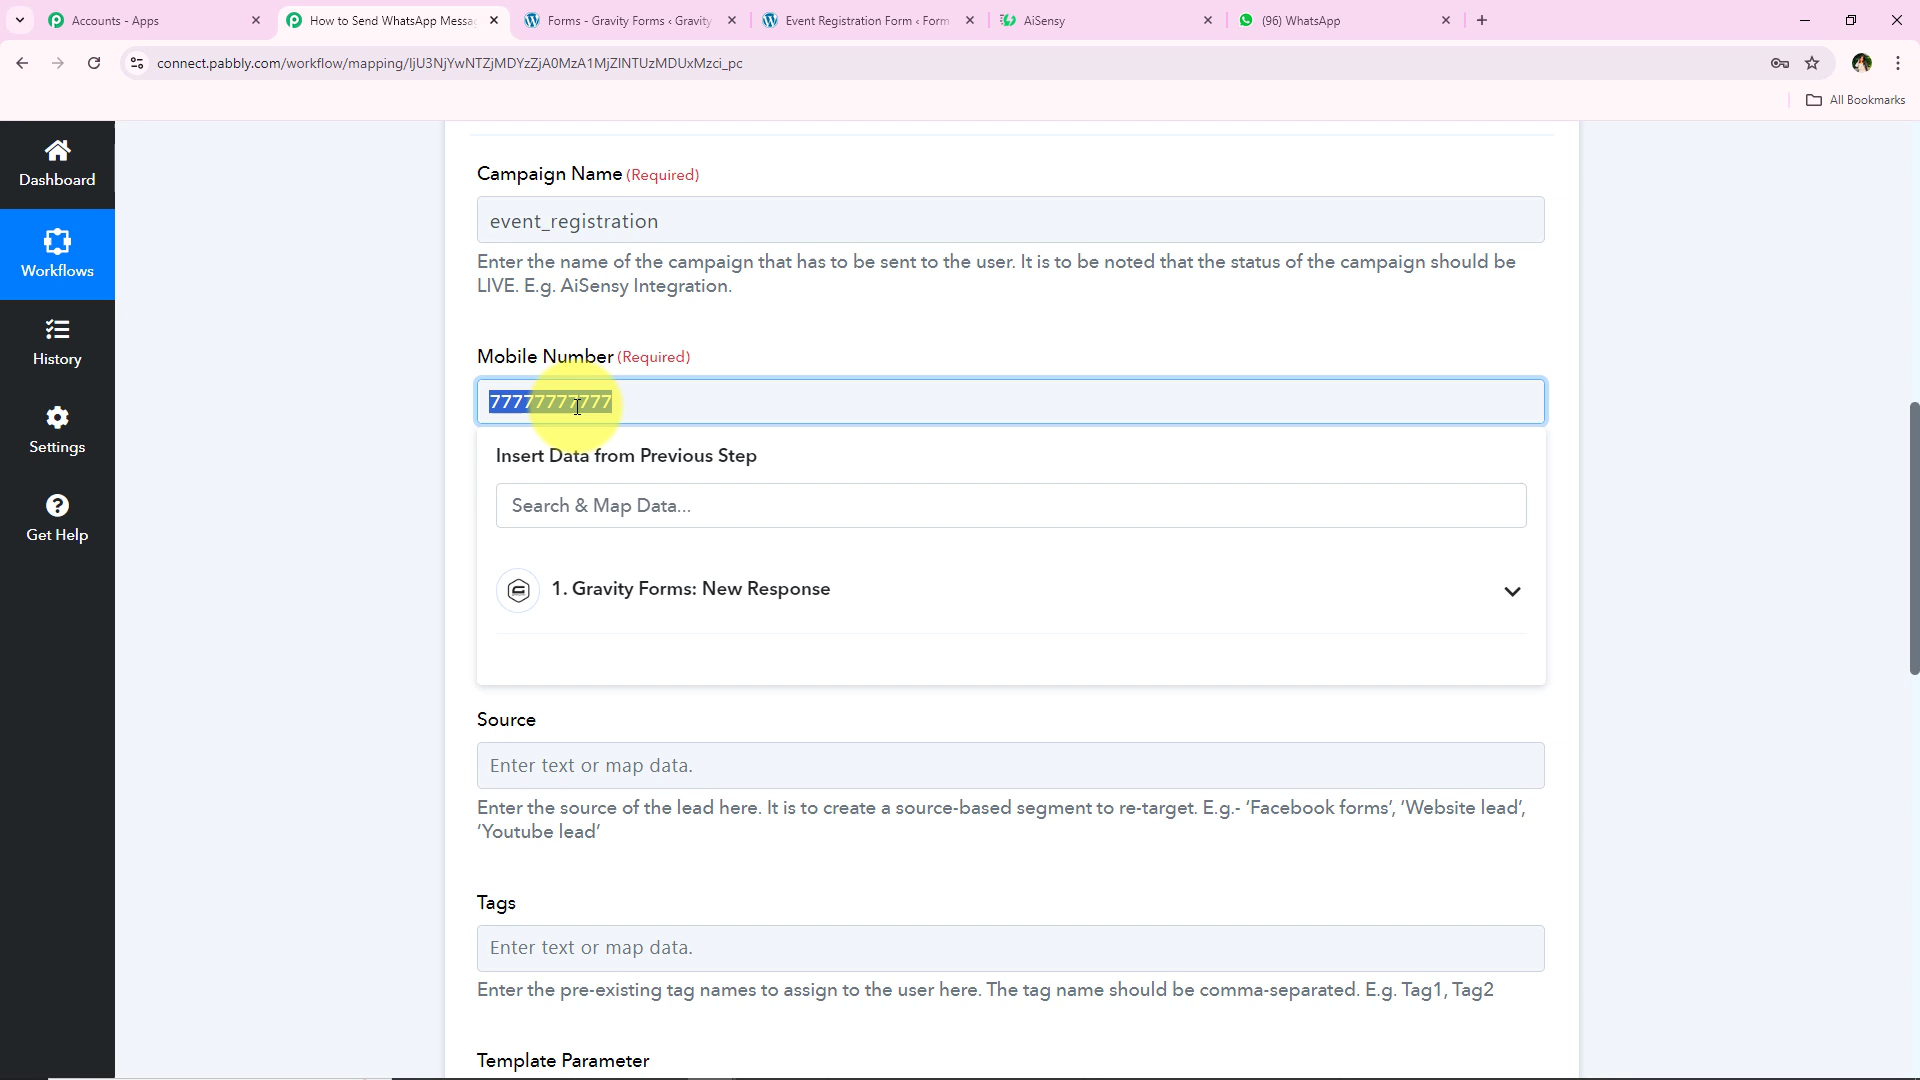 Accounts - Apps
How to Send WhatsApp Messa
Forms - Gravity Forms ‹ Gravity
Event Registration Form ‹ Form
AiSensy
(96) WhatsApp
connect.pabbly.com/workflow/mapping/IjU3NjYwNTZjMDYzZjA0MzA1MjZlNTUzMDUxMzci_pc
All Bookmarks
Dashboard
Workflows
History
Settings
Get Help
Campaign Name (Required)
event_registration
Enter the name of the campaign that has to be sent to the user. It is to be noted that the status of the campaign should be
LIVE. E.g. AiSensy Integration.
Mobile Number (Required)
77777777777
Insert Data from Previous Step
Search & Map Data...
1. Gravity Forms: New Response
Source
Enter text or map data.
Enter the source of the lead here. It is to create a source-based segment to re-target. E.g.- ‘Facebook forms’, ‘Website lead’,
‘Youtube lead’
Tags
Enter text or map data.
Enter the pre-existing tag names to assign to the user here. The tag name should be comma-separated. E.g. Tag1, Tag2
Template Parameter